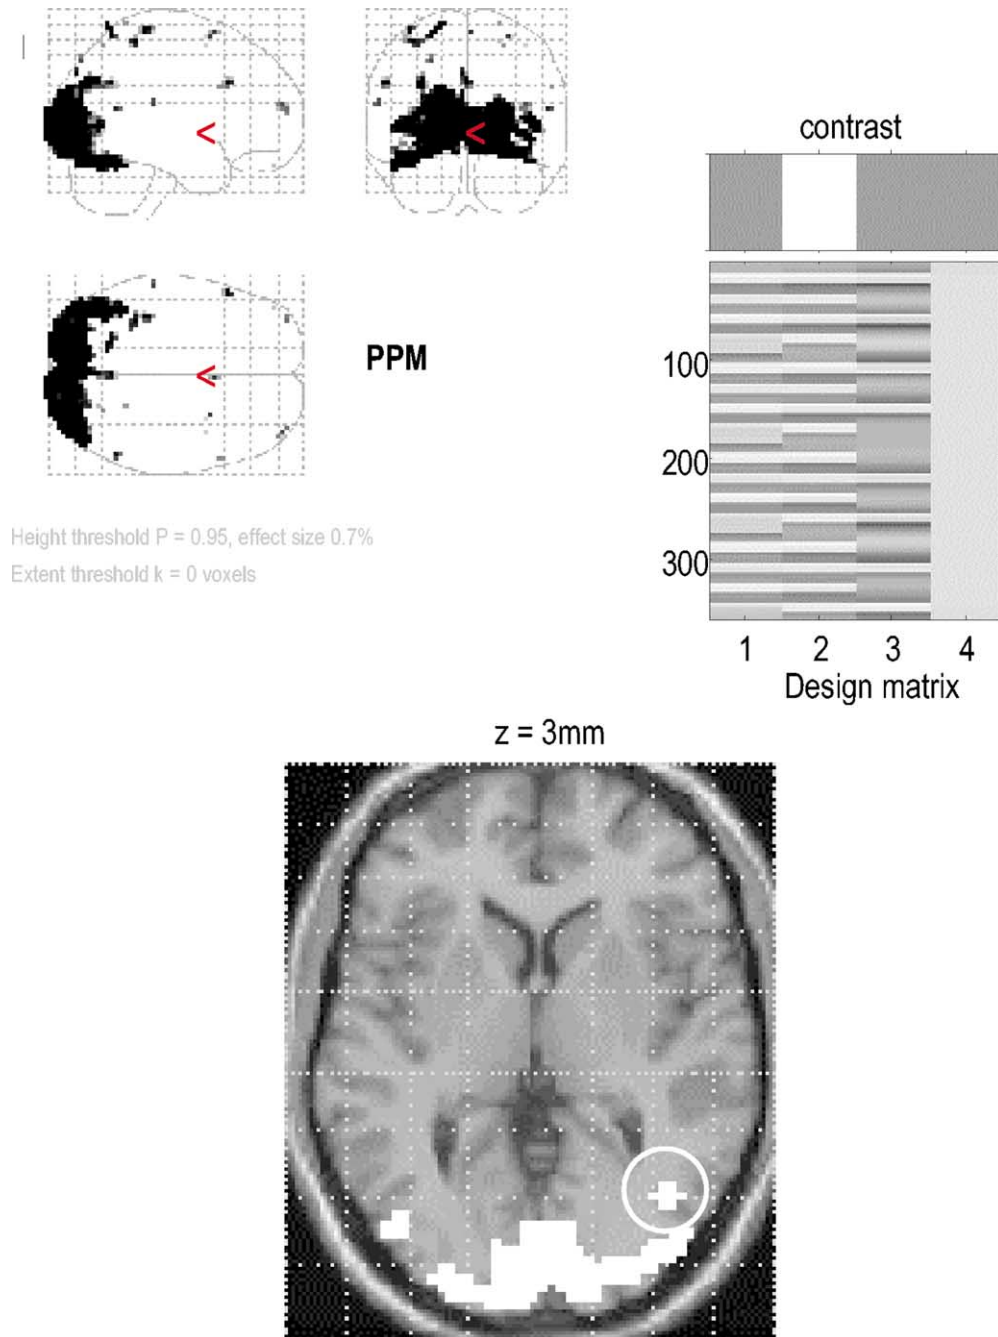 contrast
PPM
Height threshold P = 0.95, effect size 0.7%
Extent threshold k = 0 voxels
100
200
300
1 2 3 4
Design matrix
z = 3mm